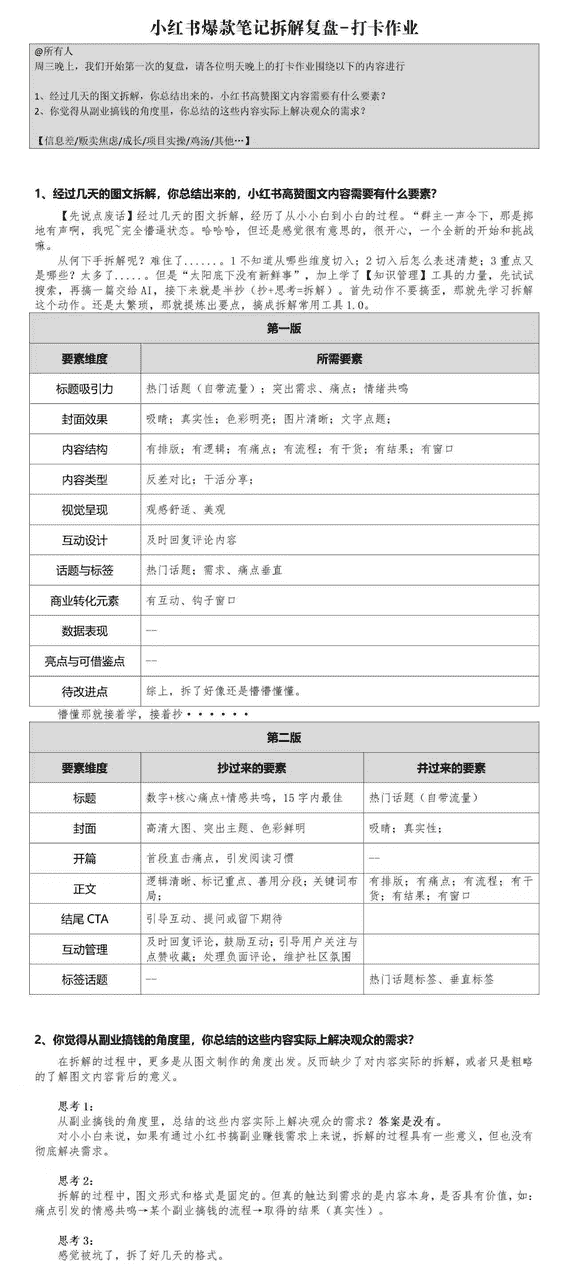 小红书爆款笔记拆解复盘-打卡作业
@所有人
周三晚上，我们开始第一次的复盘，请各位明天晚上的打卡作业围绕以下的内容进行
1、经过几天的图文拆解，你总结出来的，小红书高赞图文内容需要有什么要素？
2、你觉得从副业搞钱的角度里，你总结的这些内容实际上解决观众的需求？
【信息差/贩卖焦虑/成长/项目实操/鸡汤/其他…】
1、经过几天的图文拆解，你总结出来的，小红书高赞图文内容需要有什么要素？
【先说点废话】经过几天的图文拆解，经历了从小小白到小白的过程。“群主一声令下，那是掷
地有声啊，我呢~完全懵逼状态。哈哈哈，但还是感觉很有意思的，很开心，一个全新的开始和挑战
嘛。
从何下手拆解呢？难住了......。1 不知道从哪些维度切入；2 切入后怎么表述清楚；3 重点又
是哪些？太多了.....。但是“太阳底下没有新鲜事”，加上学了【知识管理】工具的力量，先试试
搜索，再搞一篇交给 AI，接下来就是半抄（抄+思考=拆解）。首先动作不要搞歪，那就先学习拆解
这个动作。还是太繁琐，那就提炼出要点，搞成拆解常用工具 1.0。
第一版
要素维度 所需要素
标题吸引力 热门话题（自带流量）；突出需求、痛点；情绪共鸣
封面效果 吸睛；真实性；色彩明亮；图片清晰；文字点题；
内容结构 有排版；有逻辑；有痛点；有流程；有干货；有结果；有窗口
内容类型 反差对比；干活分享；
视觉呈现 观感舒适、美观
互动设计 及时回复评论内容
话题与标签 热门话题；需求、痛点垂直
商业转化元素 有互动、钩子窗口
数据表现 --
亮点与可借鉴点 --
待改进点 综上，拆了好像还是懵懵懂懂。
懵懂那就接着学，接着抄······
第二版
要素维度 抄过来的要素 并过来的要素
标题 数字+核心痛点+情感共鸣，15 字内最佳 热门话题（自带流量）
封面 高清大图、突出主题、色彩鲜明 吸睛；真实性；
开篇 首段直击痛点，引发阅读习惯 --
正文 逻辑清晰、标记重点、善用分段；关键词布
局； 有排版；有痛点；有流程；有干
货；有结果；有窗口
结尾 CTA 引导互动、提问或留下期待
互动管理 及时回复评论，鼓励互动；引导用户关注与
点赞收藏；处理负面评论，维护社区氛围
标签话题 -- 热门话题标签、垂直标签
2、你觉得从副业搞钱的角度里，你总结的这些内容实际上解决观众的需求？
在拆解的过程中，更多是从图文制作的角度出发。反而缺少了对内容实际的拆解，或者只是粗略
的了解图文内容背后的意义。
思考 1：
从副业搞钱的角度里，总结的这些内容实际上解决观众的需求？答案是没有。
对小小白来说，如果有通过小红书搞副业赚钱需求上来说，拆解的过程具有一些意义，但也没有
彻底解决需求。
思考 2：
拆解的过程中，图文形式和格式是固定的。但真的触达到需求的是内容本身，是否具有价值，如：
痛点引发的情感共鸣→某个副业搞钱的流程→取得的结果（真实性）。
思考 3：
感觉被坑了，拆了好几天的格式。